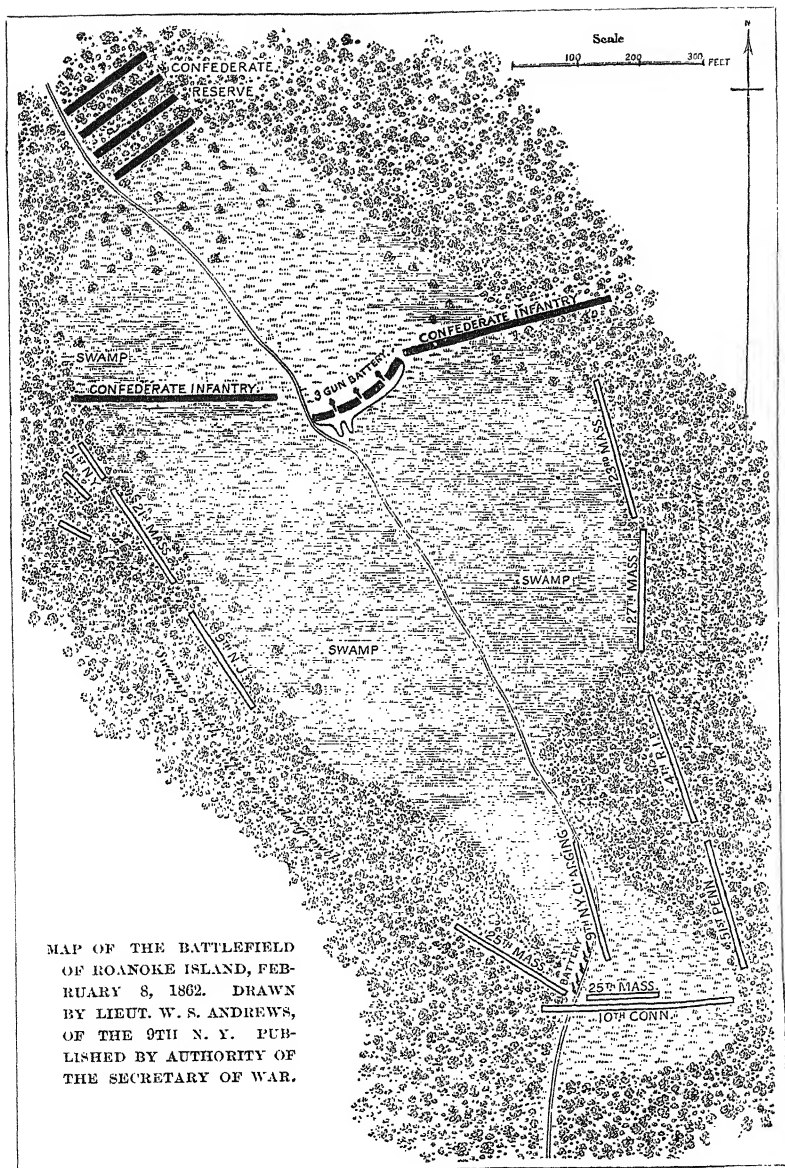 N
Scale
100 200 300 FEET
CONFEDERATE
RESERVE
CONFEDERATE INFANTRY
3 GUN BATTERY
SWAMP
CONFEDERATE INFANTRY
51ST N.Y.
21ST MASS.
9TH N.J.
23RD MASS.
27TH MASS.
SWAMP
SWAMP
4TH R.I.
51ST PENN.
9TH N.Y. CHARGING
25TH MASS.
BATTERY
25TH MASS.
10TH CONN.
MAP OF THE BATTLEFIELD
OF ROANOKE ISLAND, FEB-
RUARY 8, 1862. DRAWN
BY LIEUT. W. S. ANDREWS,
OF THE 9TH N. Y. PUB-
LISHED BY AUTHORITY OF
THE SECRETARY OF WAR.